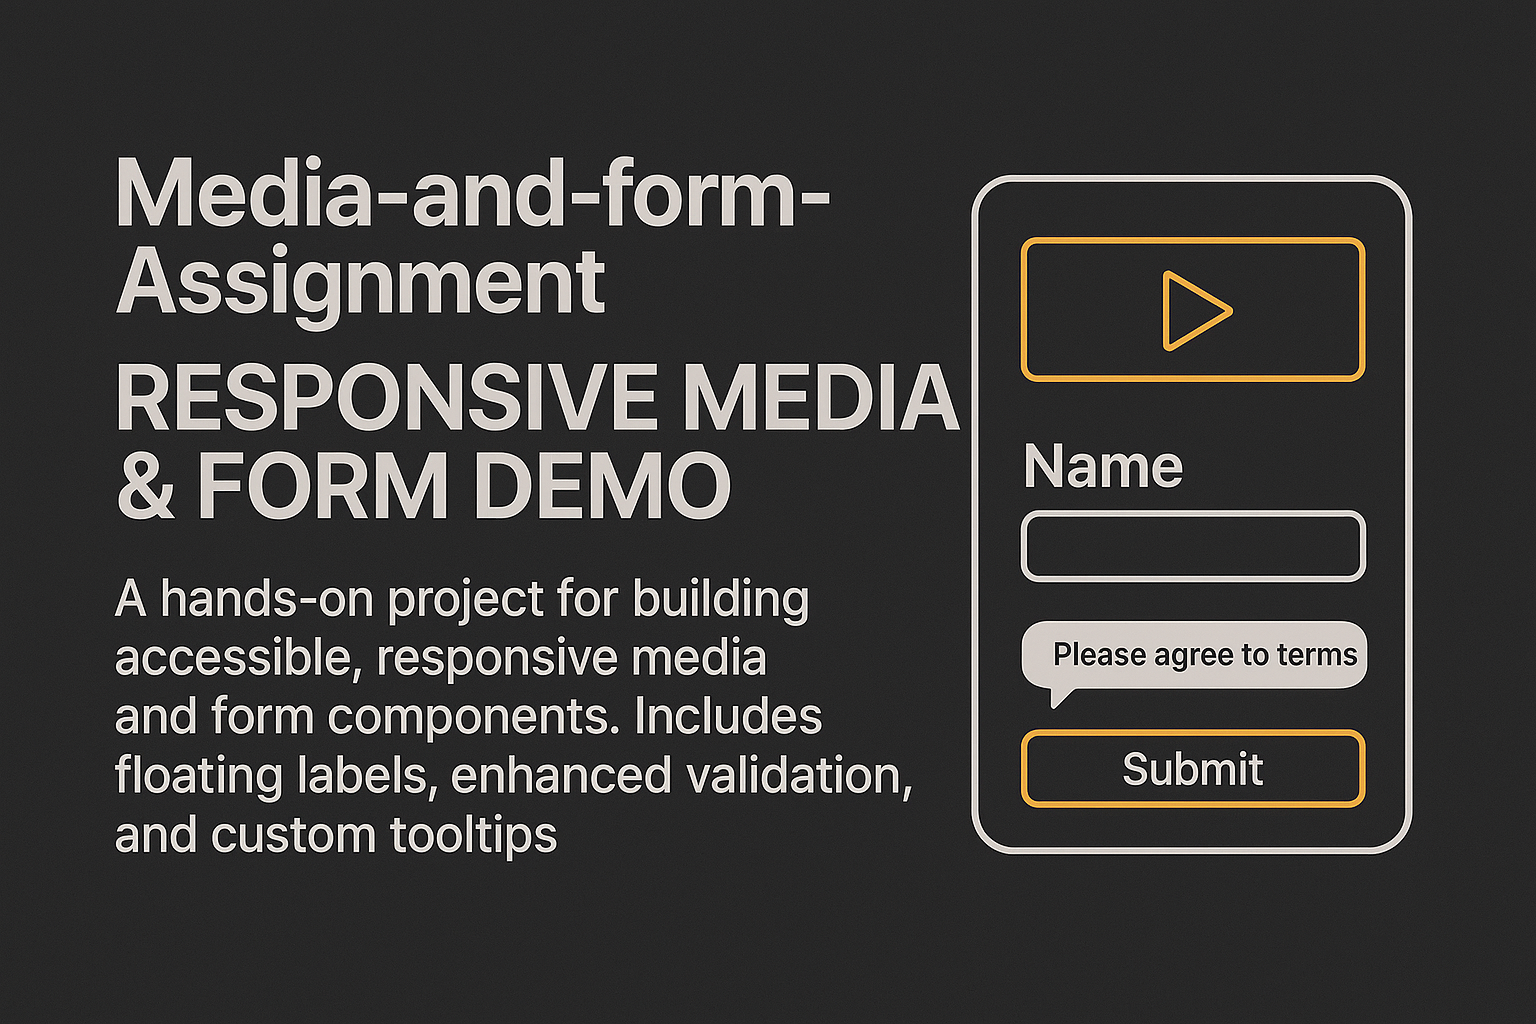 Media-and-form-
Assignment
RESPONSIVE MEDIA
& FORM DEMO
A hands-on project for building
accessible, responsive media
and form components. Includes
floating labels, enhanced validation,
and custom tooltips
Name
Please agree to terms
Submit